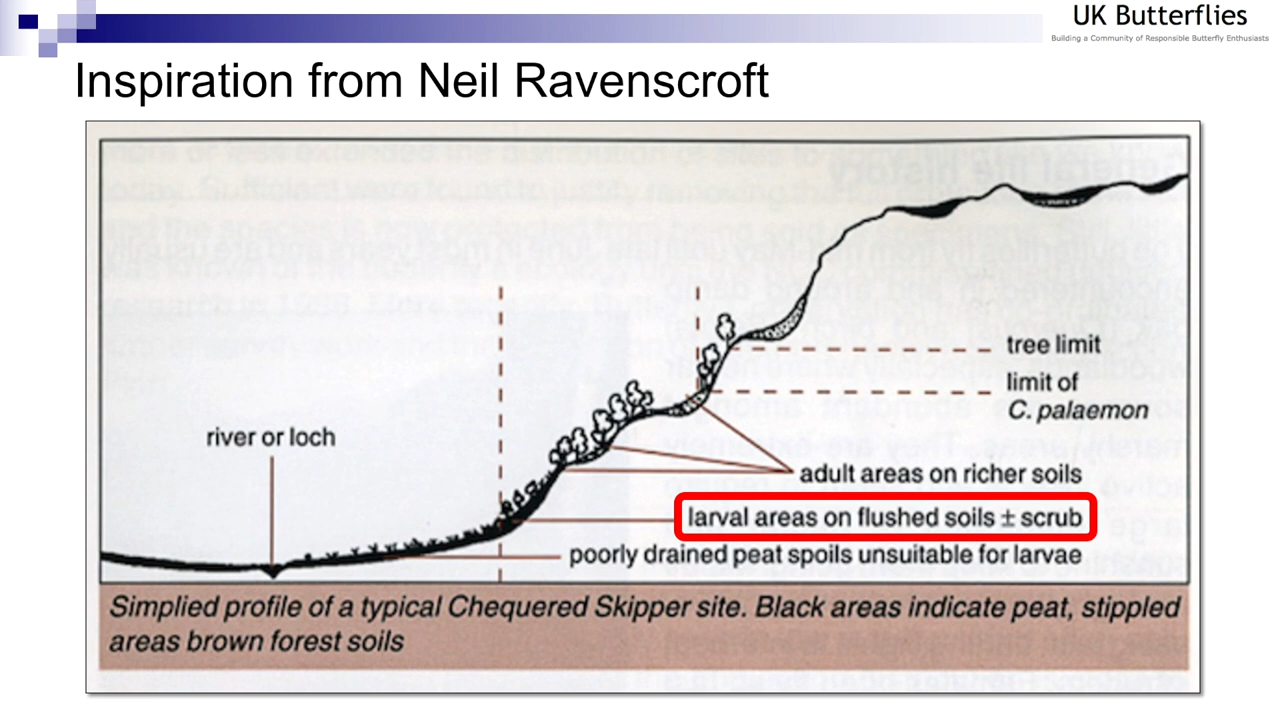 UK Butterflies
Building a Community of Responsible Butterfly Enthusiasts
Inspiration from Neil Ravenscroft
tree limit
limit of
C. palaemon
river or loch
adult areas on richer soils
larval areas on flushed soils ± scrub
poorly drained peat spoils unsuitable for larvae
Simplied profile of a typical Chequered Skipper site. Black areas indicate peat, stippled
areas brown forest soils